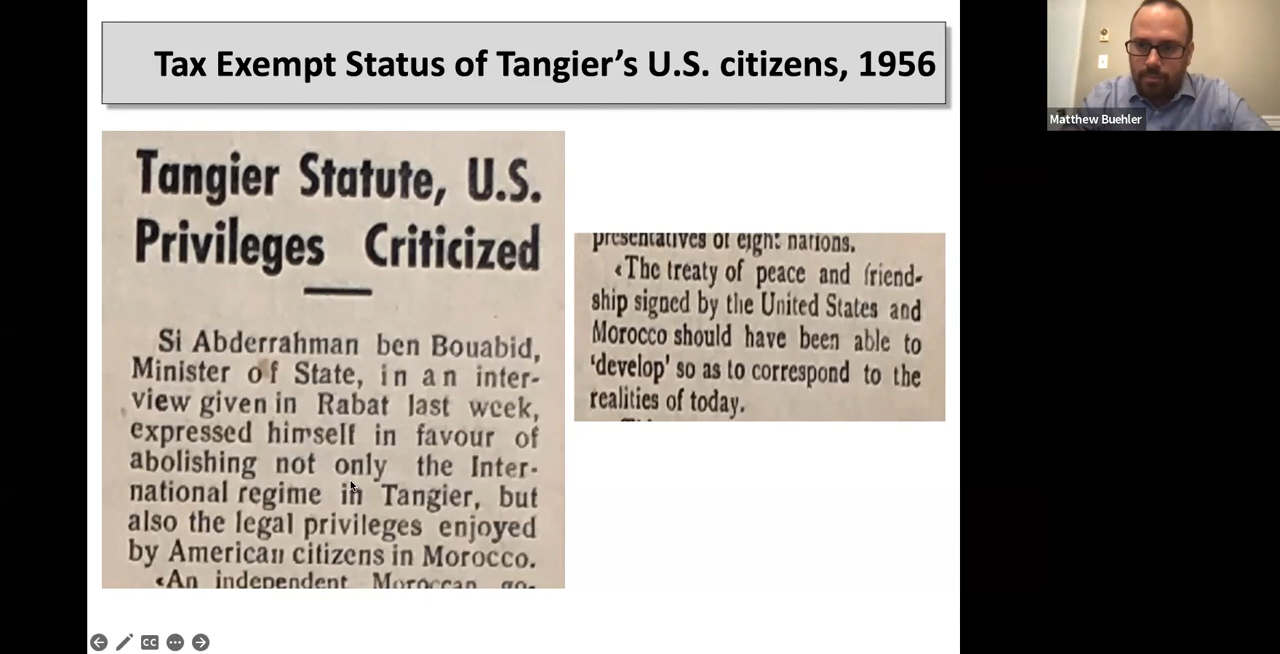 Tax Exempt Status of Tangier’s U.S. citizens, 1956
Matthew Buehler
Tangier Statute, U.S.
Privileges Criticized
Si Abderrahman ben Bouabid,
Minister of State, in an inter-
view given in Rabat last week,
expressed himself in favour of
abolishing not only the Inter-
national regime in Tangier, but
also the legal privileges enjoyed
by American citizens in Morocco.
«An independent Moroccan go-
presentatives of eight nations.
«The treaty of peace and friend-
ship signed by the United States and
Morocco should have been able to
‘develop’ so as to correspond to the
realities of today.
CC